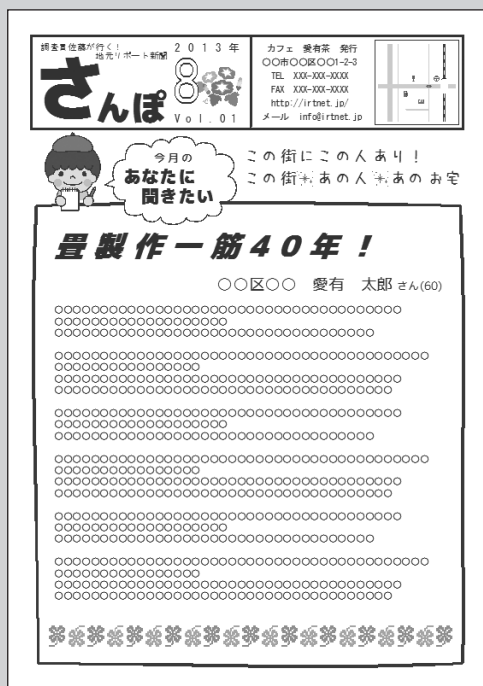 調査員佐藤が行く！
地元リポート新聞
さんぽ
2013年
8
Vol.01
カフェ 愛有茶 発行
〇〇市〇〇区〇〇1-2-3
TEL XXX-XXX-XXXX
FAX XXX-XXX-XXXX
http://irtnet.jp/
メール info@irtnet.jp
今月の
あなたに
聞きたい
この街にこの人あり！
この街あの人あのお宅
畳製作一筋40年！
〇〇区〇〇 愛有 太郎 さん(60)
○○○○○○○○○○○○○○○○○○○○○○○○○○○○○○○○○○○○○○
○○○○○○○○○○○○○○○○○○○
○○○○○○○○○○○○○○○○○○○○○○○○○○○○○○○○○○○
○○○○○○○○○○○○○○○○○○○○○○○○○○○○○○○○○○○○○○○○○
○○○○○○○○○○○○○○○○
○○○○○○○○○○○○○○○○○○○○○○○○○○○○○○○○○○○○○○
○○○○○○○○○○○○○○○○○○○○○○○○○○○○○○○○○○○○○
○○○○○○○○○○○○○○○○○○○○○○○○○○○○○○○○○○○○○○
○○○○○○○○○○○○○○○○○○○
○○○○○○○○○○○○○○○○○○○○○○○○○○○○○○○○○○○
○○○○○○○○○○○○○○○○○○○○○○○○○○○○○○○○○○○○○○○○○
○○○○○○○○○○○○○○○○
○○○○○○○○○○○○○○○○○○○○○○○○○○○○○○○○○○○○○○
○○○○○○○○○○○○○○○○○○○○○○○○○○○○○○○○○○○○○
○○○○○○○○○○○○○○○○○○○○○○○○○○○○○○○○○○○○○○
○○○○○○○○○○○○○○○○○○○
○○○○○○○○○○○○○○○○○○○○○○○○○○○○○○○○○○○
○○○○○○○○○○○○○○○○○○○○○○○○○○○○○○○○○○○○○○○○○
○○○○○○○○○○○○○○○○
○○○○○○○○○○○○○○○○○○○○○○○○○○○○○○○○○○○○○○
○○○○○○○○○○○○○○○○○○○○○○○○○○○○○○○○○○○○○